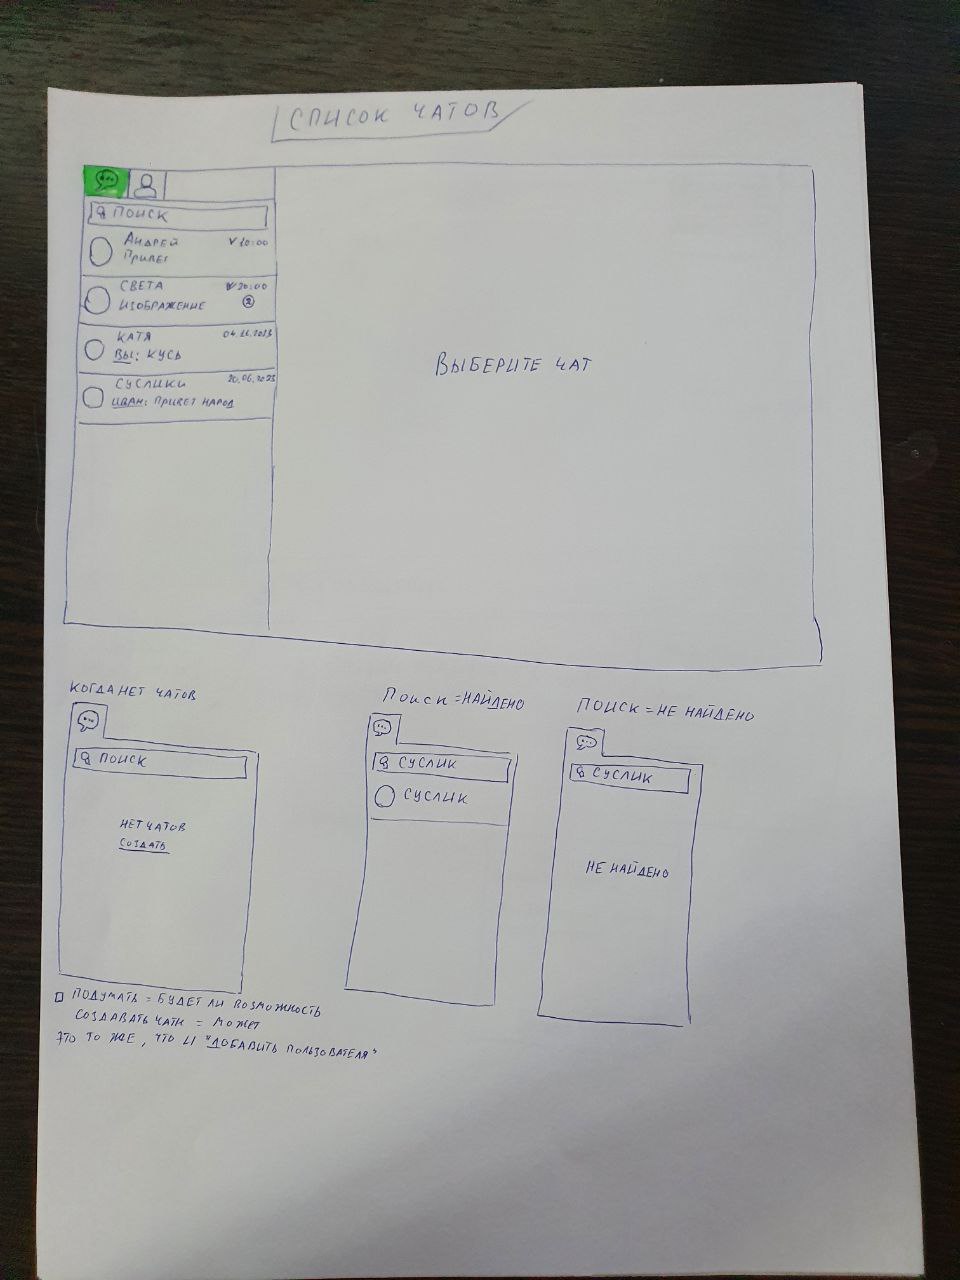 СПИСОК ЧАТОВ
ПОИСК
АНДРЕЙ 10:00
ПРИВЕТ
СВЕТА 20:00
ИЗОБРАЖЕНИЕ 2
КАТЯ 04.11.2023
ВЫ: КУСЬ
СУСЛИКИ 20.06.2023
ИВАН: ПРИВЕТ НАРОД
ВЫБЕРИТЕ ЧАТ
КОГДА НЕТ ЧАТОВ
ПОИСК
НЕТ ЧАТОВ
СОЗДАТЬ
ПОИСК = НАЙДЕНО
СУСЛИК
СУСЛИК
ПОИСК = НЕ НАЙДЕНО
СУСЛИК
НЕ НАЙДЕНО
ПОДУМАТЬ = БУДЕТ ЛИ ВОЗМОЖНОСТЬ
СОЗДАВАТЬ ЧАТЫ = МОЖЕТ
ЭТО ТО ЖЕ, ЧТО И "ДОБАВИТЬ ПОЛЬЗОВАТЕЛЯ"